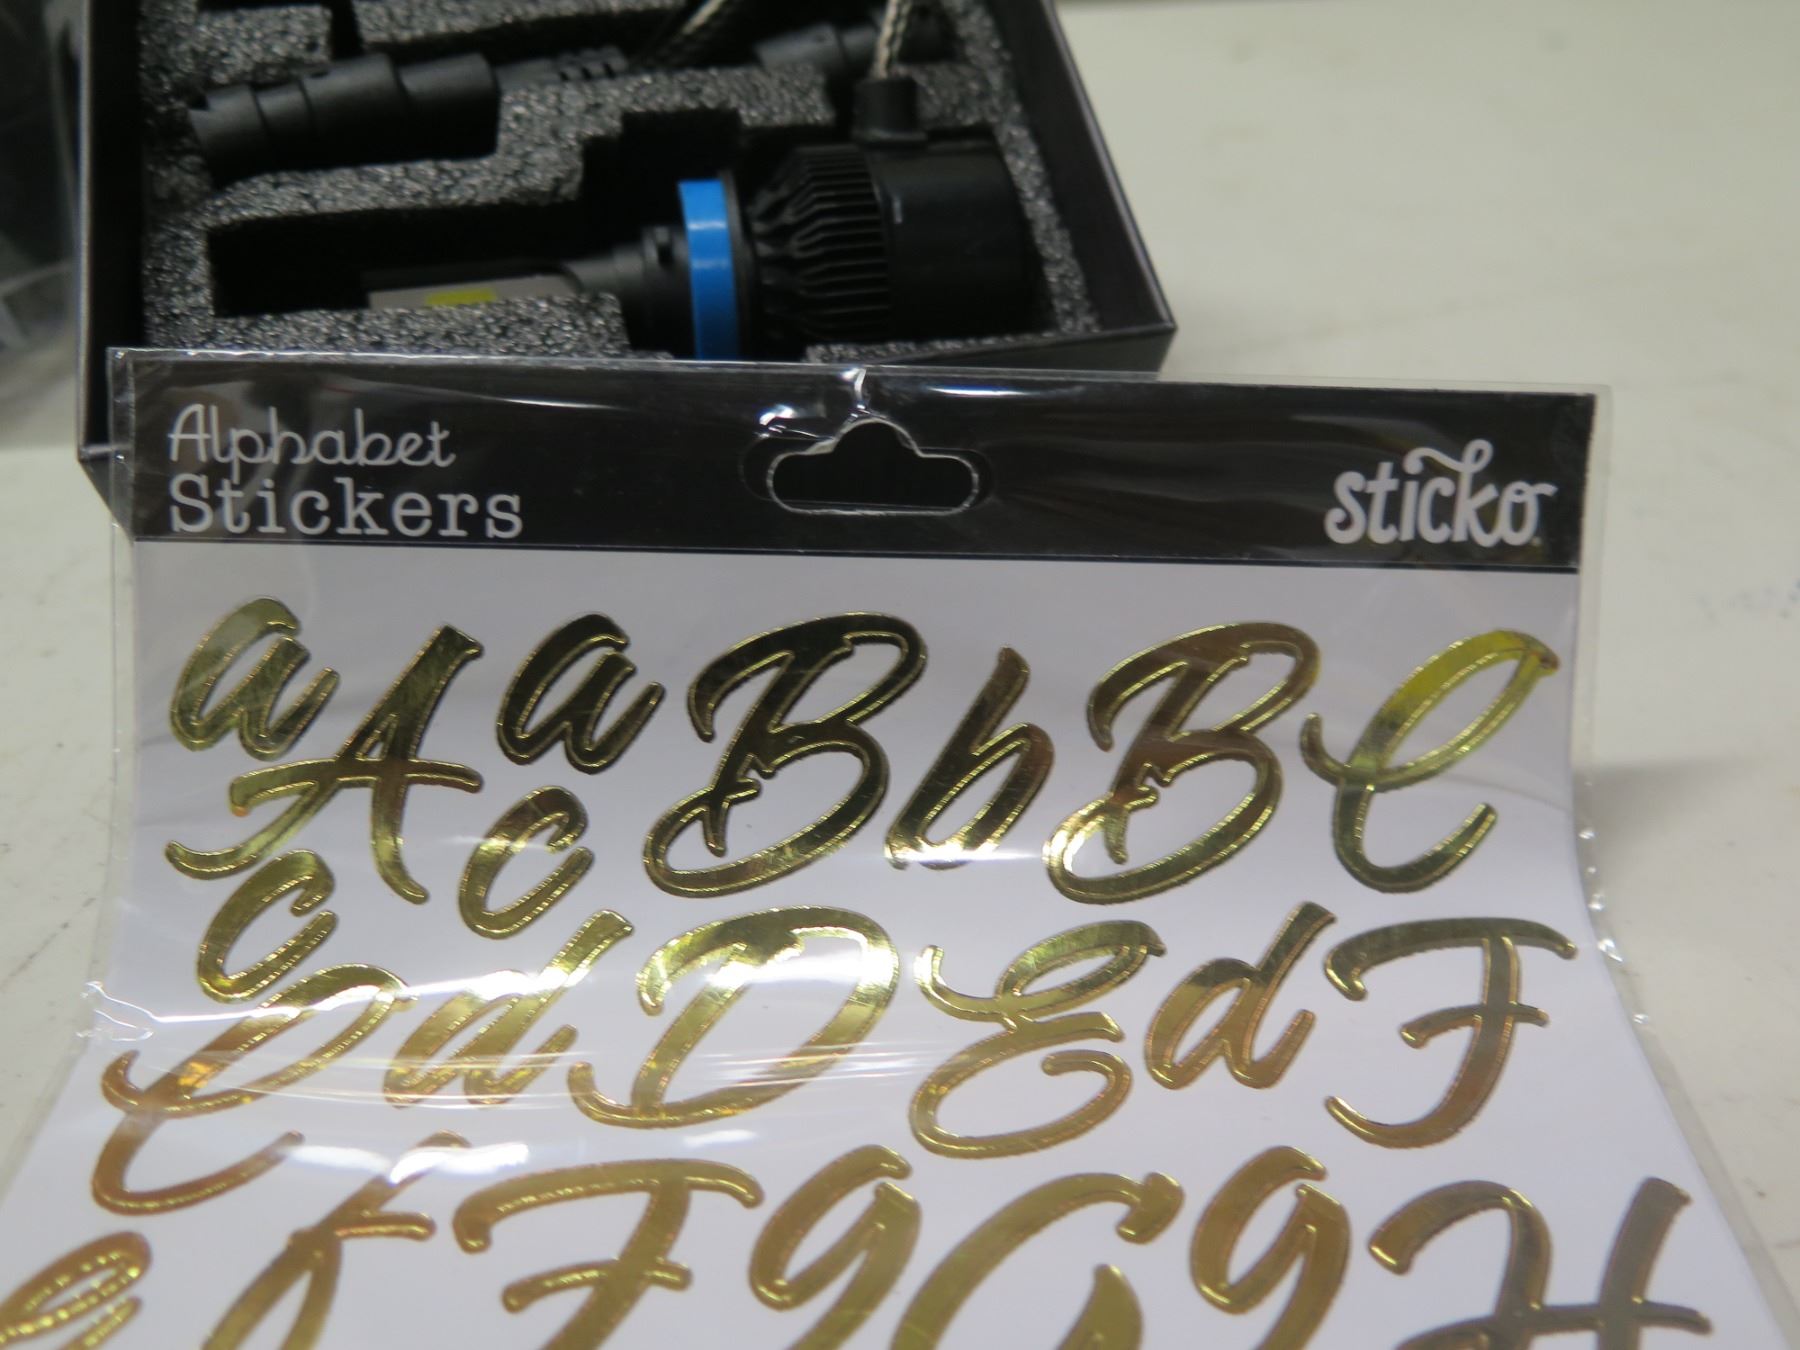 Alphabet
Stickers
sticko
a A a B b B C
c c
C d D E d F
e f F g G g H